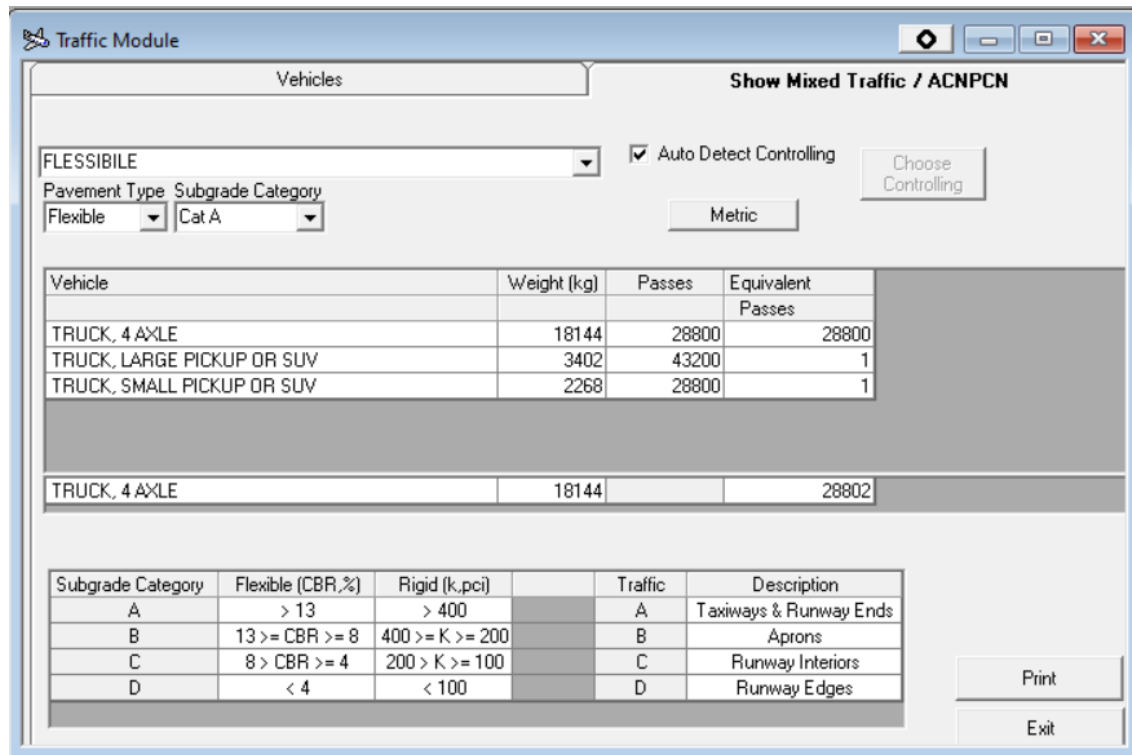 Traffic Module
Vehicles
Show Mixed Traffic / ACNPCN
FLESSIBILE
Auto Detect Controlling
Choose
Controlling
Pavement Type Subgrade Category
Flexible Cat A
Metric
Vehicle Weight (kg) Passes Equivalent
Passes
TRUCK, 4 AXLE 18144 28800 28800
TRUCK, LARGE PICKUP OR SUV 3402 43200 1
TRUCK, SMALL PICKUP OR SUV 2268 28800 1
TRUCK, 4 AXLE 18144 28802
Subgrade Category Flexible (CBR,%) Rigid (k,pci) Traffic Description
A > 13 > 400 A Taxiways & Runway Ends
B 13 >= CBR >= 8 400 >= K >= 200 B Aprons
C 8 > CBR >= 4 200 > K >= 100 C Runway Interiors
D < 4 < 100 D Runway Edges
Print
Exit